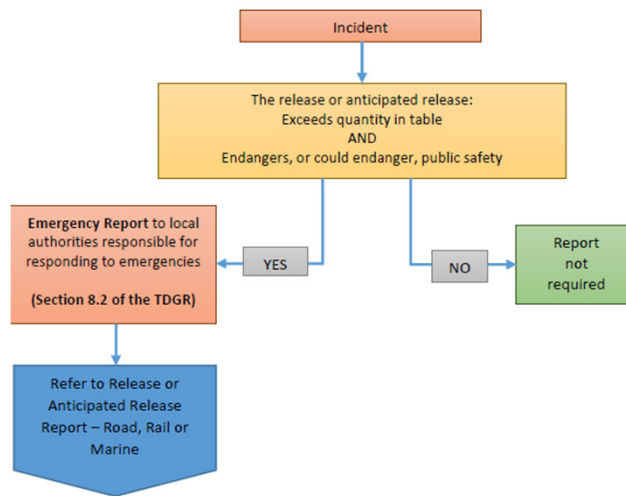 Incident
The release or anticipated release:
Exceeds quantity in table
AND
Endangers, or could endanger, public safety
Emergency Report to local
authorities responsible for
responding to emergencies
(Section 8.2 of the TDGR)
YES
NO
Report
not
required
Refer to Release or
Anticipated Release
Report – Road, Rail or
Marine